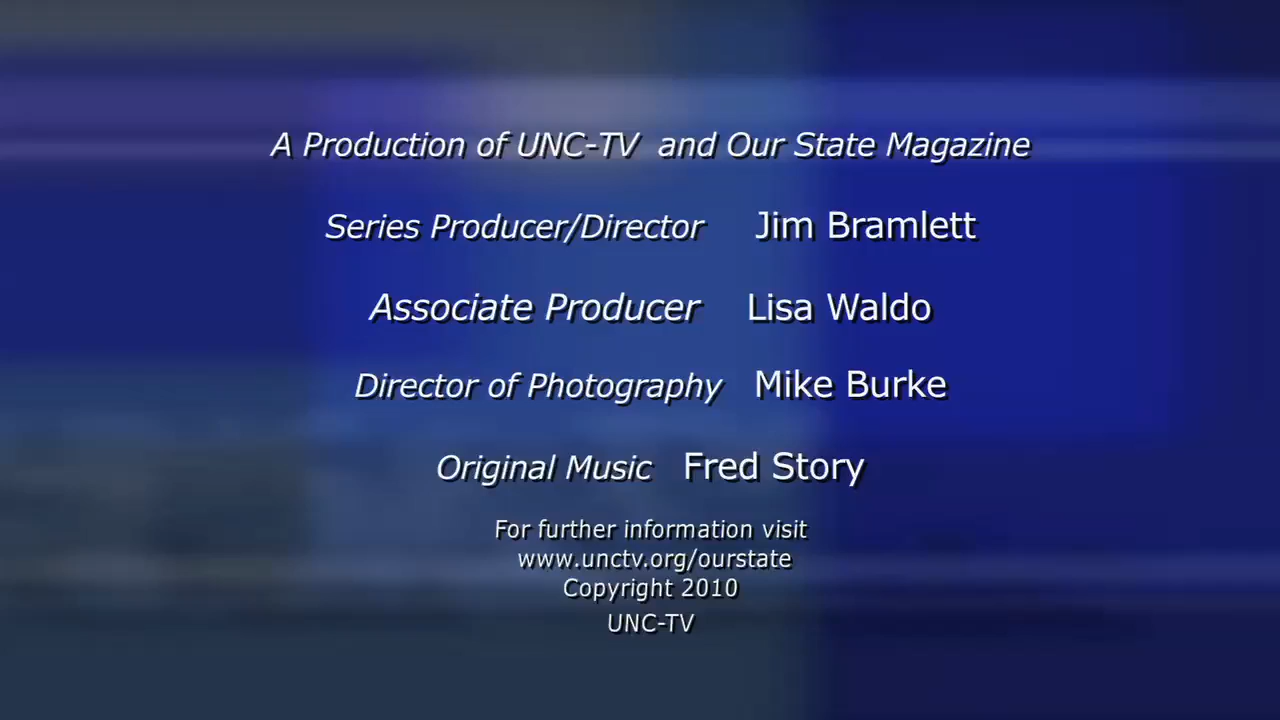 A Production of UNC-TV and Our State Magazine
Series Producer/Director Jim Bramlett
Associate Producer Lisa Waldo
Director of Photography Mike Burke
Original Music Fred Story
For further information visit
www.unctv.org/ourstate
Copyright 2010
UNC-TV